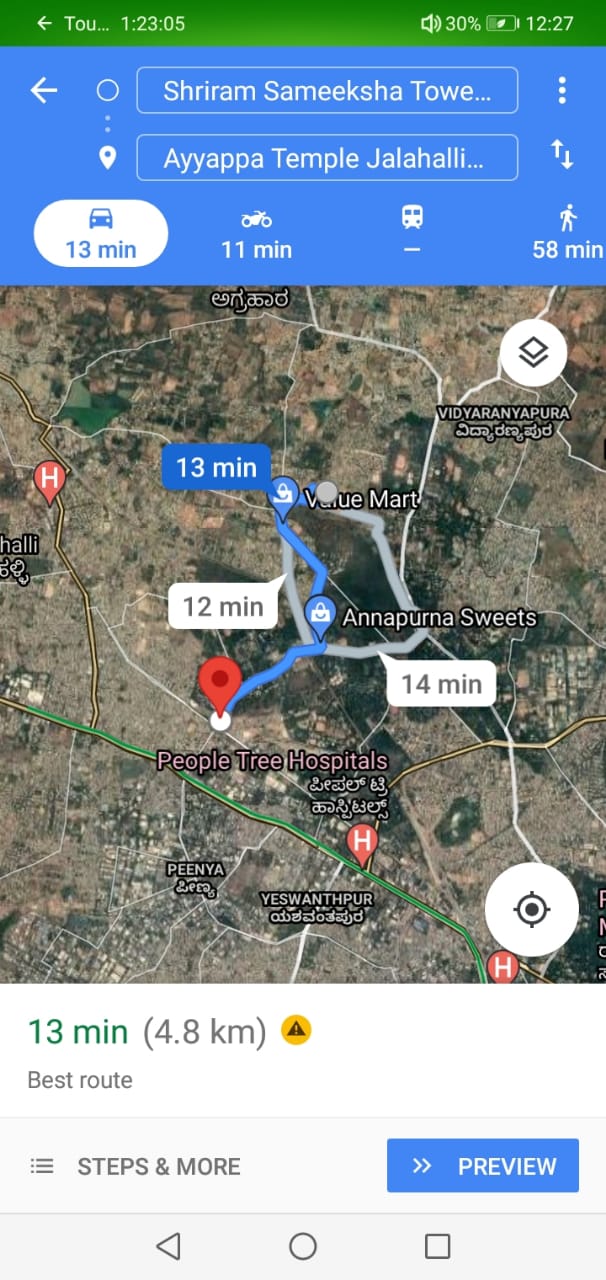 Tou... 1:23:05
30%
12:27
Shriram Sameeksha Towe...
Ayyappa Temple Jalahalli...
13 min
11 min
—
58 min
ಅಗ್ರಹಾರ
VIDYARANYAPURA
ವಿದ್ಯಾರಣ್ಯಪುರ
H
13 min
Value Mart
halli
ಹಳ್ಳಿ
12 min
Annapurna Sweets
14 min
People Tree Hospitals
ಪೀಪಲ್ ಟ್ರಿ
ಹಾಸ್ಪಿಟಲ್ಸ್
H
PEENYA
ಪೀಣ್ಯ
YESWANTHPUR
ಯಶವಂತಪುರ
H
13 min (4.8 km)
Best route
STEPS & MORE
PREVIEW